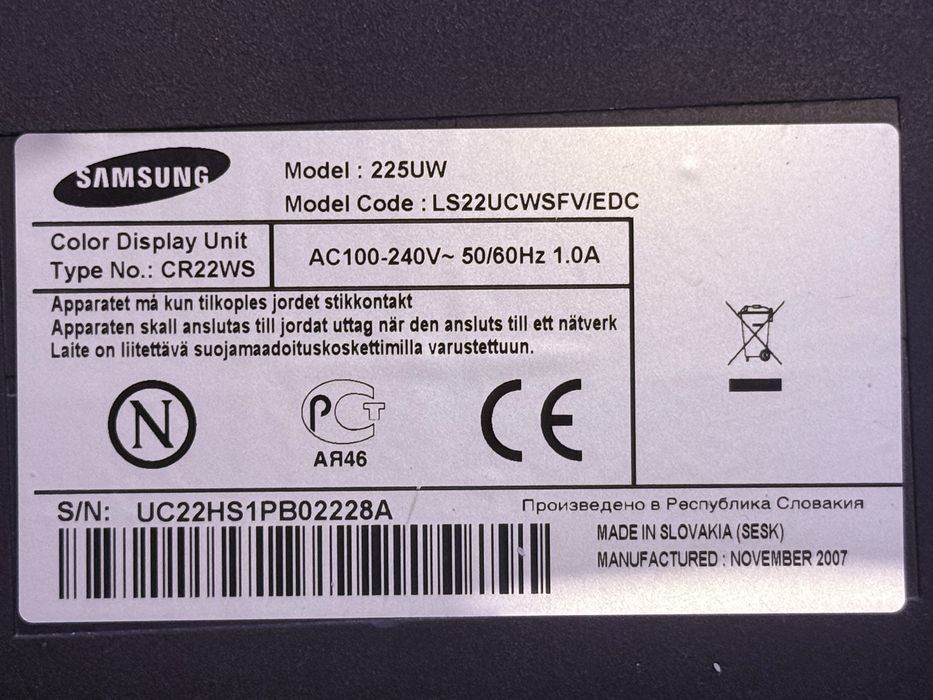 SAMSUNG
Model : 225UW
Model Code : LS22UCWSFV/EDC
Color Display Unit
Type No.: CR22WS
AC100-240V~ 50/60Hz 1.0A
Apparatet må kun tilkoples jordet stikkontakt
Apparaten skall anslutas till jordat uttag när den ansluts till ett nätverk
Laite on liitettävä suojamaadoituskoskettimilla varustettuun.
N
РСТ
АЯ46
CE
S/N: UC22HS1PB02228A
Произведено в Республика Словакия
MADE IN SLOVAKIA (SESK)
MANUFACTURED : NOVEMBER 2007